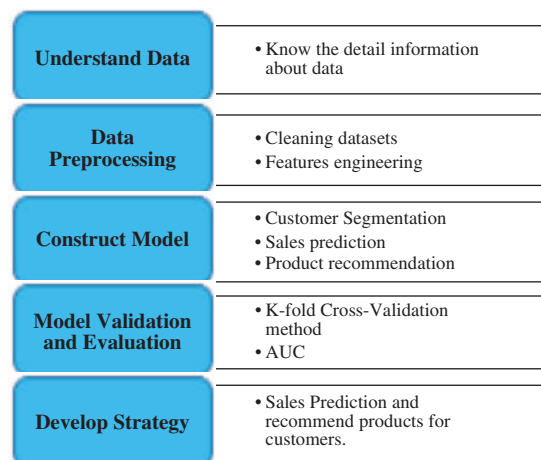 Understand Data
• Know the detail information
about data
Data
Preprocessing
• Cleaning datasets
• Features engineering
Construct Model
• Customer Segmentation
• Sales prediction
• Product recommendation
Model Validation
and Evaluation
• K-fold Cross-Validation
method
• AUC
Develop Strategy
• Sales Prediction and
recommend products for
customers.